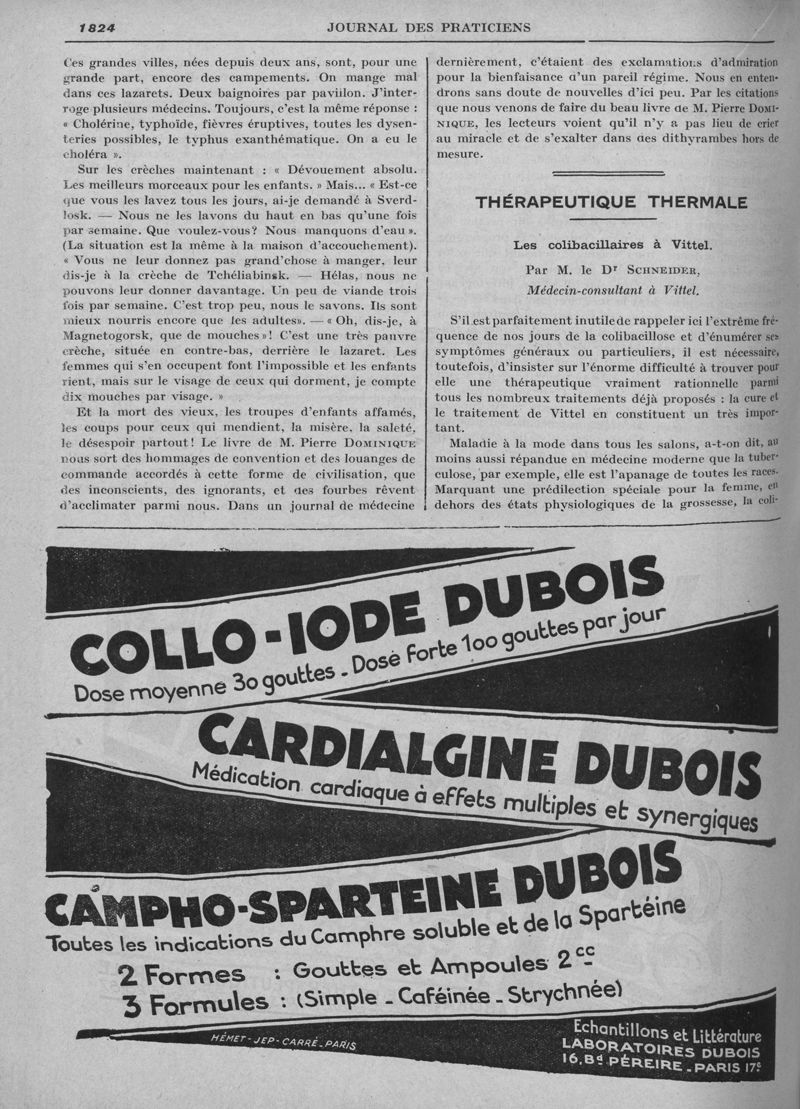 1824
JOURNAL DES PRATICIENS
Ces grandes villes, nées depuis deux ans, sont, pour une
grande part, encore des campements. On mange mal
dans ces lazarets. Deux baignoires par pavillon. J'inter-
roge plusieurs médecins. Toujours, c'est la même réponse :
« Cholérine, typhoïde, fièvres éruptives, toutes les dysen-
teries possibles, le typhus exanthématique. On a eu le
choléra ».
Sur les crèches maintenant : « Dévouement absolu.
Les meilleurs morceaux pour les enfants. » Mais... « Est-ce
que vous les lavez tous les jours, ai-je demandé à Sverd-
losk. — Nous ne les lavons du haut en bas qu'une fois
par semaine. Que voulez-vous? Nous manquons d'eau ».
(La situation est la même à la maison d'accouchement).
« Vous ne leur donnez pas grand'chose à manger, leur
dis-je à la crèche de Tchéliabinsk. — Hélas, nous ne
pouvons leur donner davantage. Un peu de viande trois
fois par semaine. C'est trop peu, nous le savons. Ils sont
mieux nourris encore que les adultes». — « Oh, dis-je, à
Magnetogorsk, que de mouches »! C'est une très pauvre
crèche, située en contre-bas, derrière le lazaret. Les
femmes qui s'en occupent font l'impossible et les enfants
rient, mais sur le visage de ceux qui dorment, je compte
dix mouches par visage. »
Et la mort des vieux, les troupes d'enfants affamés,
les coups pour ceux qui mendient, la misère, la saleté,
le désespoir partout! Le livre de M. Pierre DOMINIQUE
nous sort des hommages de convention et des louanges de
commande accordés à cette forme de civilisation, que
des inconscients, des ignorants, et des fourbes rêvent
d'acclimater parmi nous. Dans un journal de médecine
dernièrement, c'étaient des exclamations d'admiration
pour la bienfaisance d'un pareil régime. Nous en enten-
drons sans doute de nouvelles d'ici peu. Par les citations
que nous venons de faire du beau livre de M. Pierre DOMI-
NIQUE, les lecteurs voient qu'il n'y a pas lieu de crier
au miracle et de s'exalter dans des dithyrambes hors de
mesure.
THÉRAPEUTIQUE THERMALE
Les colibacillaires à Vittel.
Par M. le Dr SCHNEIDER,
Médecin-consultant à Vittel.
S'il est parfaitement inutile de rappeler ici l'extrême fré-
quence de nos jours de la colibacillose et d'énumérer ses
symptômes généraux ou particuliers, il est nécessaire,
toutefois, d'insister sur l'énorme difficulté à trouver pour
elle une thérapeutique vraiment rationnelle parmi
tous les nombreux traitements déjà proposés : la cure et
le traitement de Vittel en constituent un très impor-
tant.
Maladie à la mode dans tous les salons, a-t-on dit, au
moins aussi répandue en médecine moderne que la tuber-
culose, par exemple, elle est l'apanage de toutes les races.
Marquant une prédilection spéciale pour la femme, en
dehors des états physiologiques de la grossesse, la coli-
COLLO-IODE DUBOIS
Dose moyenne 30 gouttes - Dose Forte 100 gouttes par jour
CARDIALGINE DUBOIS
Médication cardiaque à effets multiples et synergiques
CAMPHO-SPARTEINE DUBOIS
Toutes les indications du Camphre soluble et de la Spartéine
2 Formes : Gouttes et Ampoules 2cc
3 Formules : (Simple - Caféinée - Strychnée)
HÉMET-JEP-CARRÉ-PARIS
Echantillons et Littérature
LABORATOIRES DUBOIS
16, Bd PÉREIRE - PARIS 17e